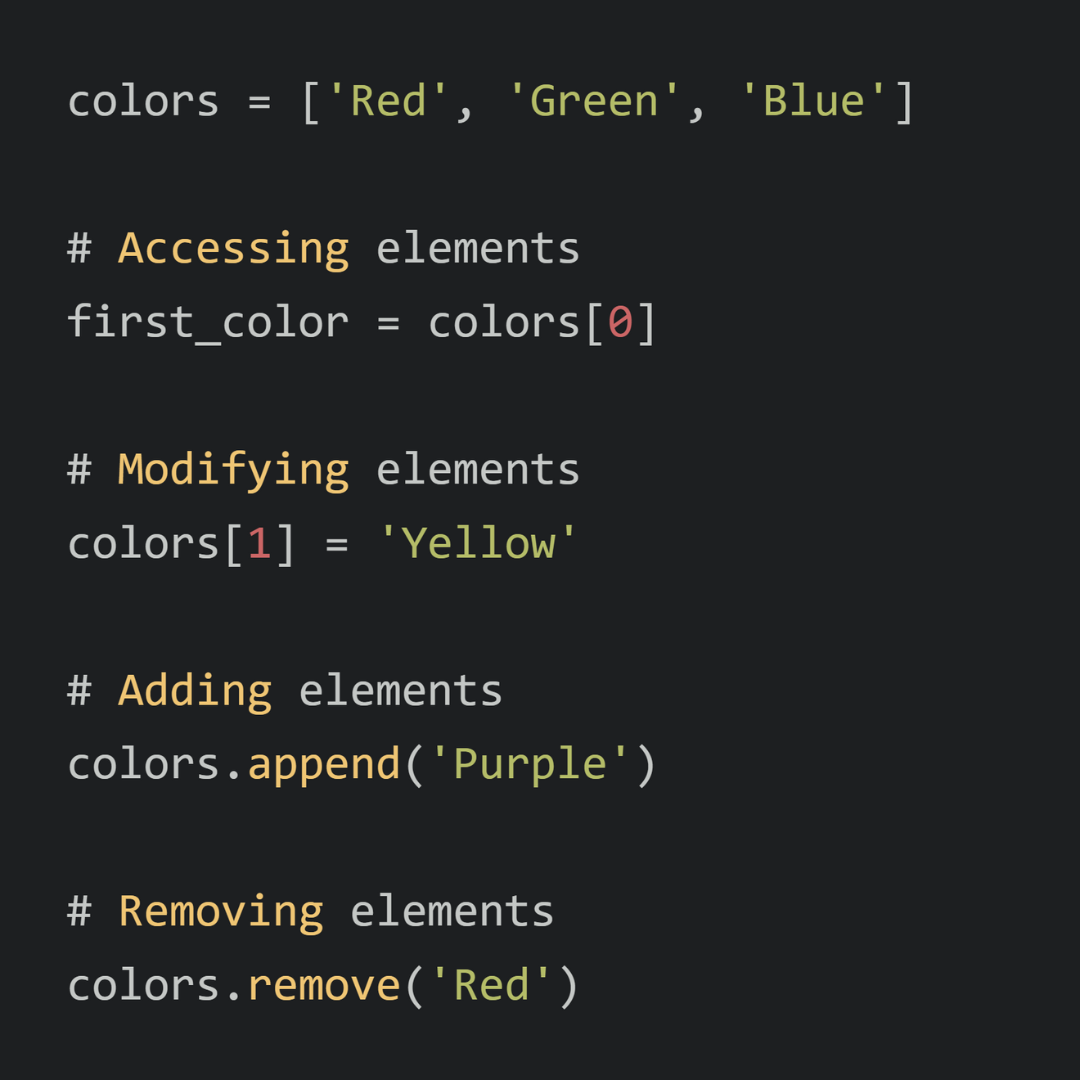 colors = ['Red', 'Green', 'Blue']
# Accessing elements
first_color = colors[0]
# Modifying elements
colors[1] = 'Yellow'
# Adding elements
colors.append('Purple')
# Removing elements
colors.remove('Red')